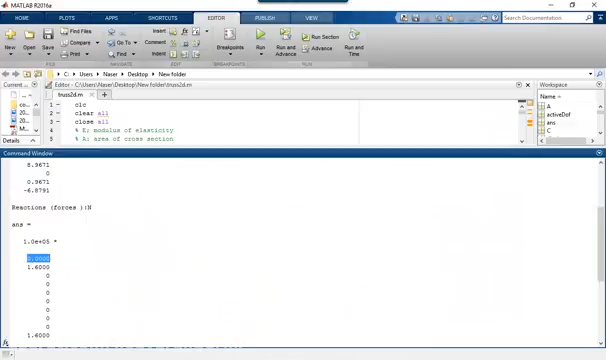 MATLAB R2016a
HOME PLOTS APPS SHORTCUTS EDITOR PUBLISH VIEW
Search Documentation
New Open Save
Find Files
Compare
Print
Go To
Find
Insert
Comment
Indent
Breakpoints
Run
Run and Advance
Run Section
Advance
Run and Time
FILE NAVIGATE EDIT BREAKPOINTS RUN
C: Users Naser Desktop New folder
Current...
Editor - C:\Users\Naser\Desktop\New folder\truss2d.m
Workspace
truss2d.m
Name
A
activeDof
ans
C
Details
1 clc
2 clear all
3 close all
4 % E; modulus of elasticity
5 % A: area of cross section
Command Window
8.9671
0
0.9671
-6.8791
Reactions (forces ):N
ans =
1.0e+05 *
1.6000
0
0
0
0
0
0
0
1.6000
fx